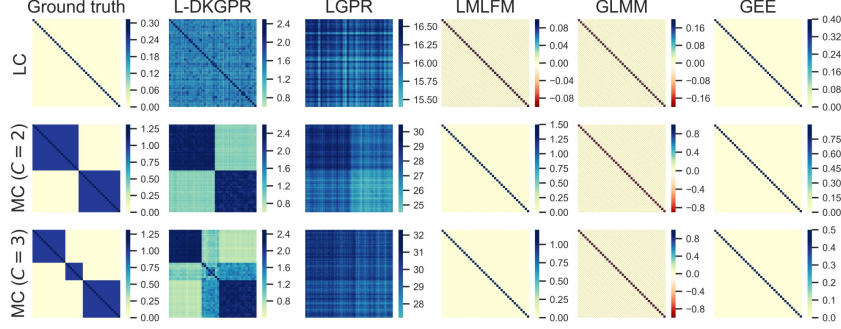 Ground truth L-DKGPR LGPR LMLFM GLMM GEE
LC
0.30 0.24 0.18 0.12 0.06 0.00
2.4 2.0 1.6 1.2 0.8
16.50 16.25 16.00 15.75 15.50
0.08 0.04 0.00 −0.04 −0.08
0.16 0.08 0.00 −0.08 −0.16
0.40 0.32 0.24 0.16 0.08 0.00
MC (C = 2)
1.25 1.00 0.75 0.50 0.25 0.00
2.4 2.0 1.6 1.2 0.8
30 29 28 27 26 25
1.50 1.25 1.00 0.75 0.50 0.25 0.00
0.8 0.4 0.0 −0.4 −0.8
0.75 0.60 0.45 0.30 0.15 0.00
MC (C = 3)
1.25 1.00 0.75 0.50 0.25 0.00
2.4 2.0 1.6 1.2 0.8
32 31 30 29 28
1.00 0.75 0.50 0.25 0.00
0.8 0.4 0.0 −0.4 −0.8
0.5 0.4 0.3 0.2 0.1 0.0